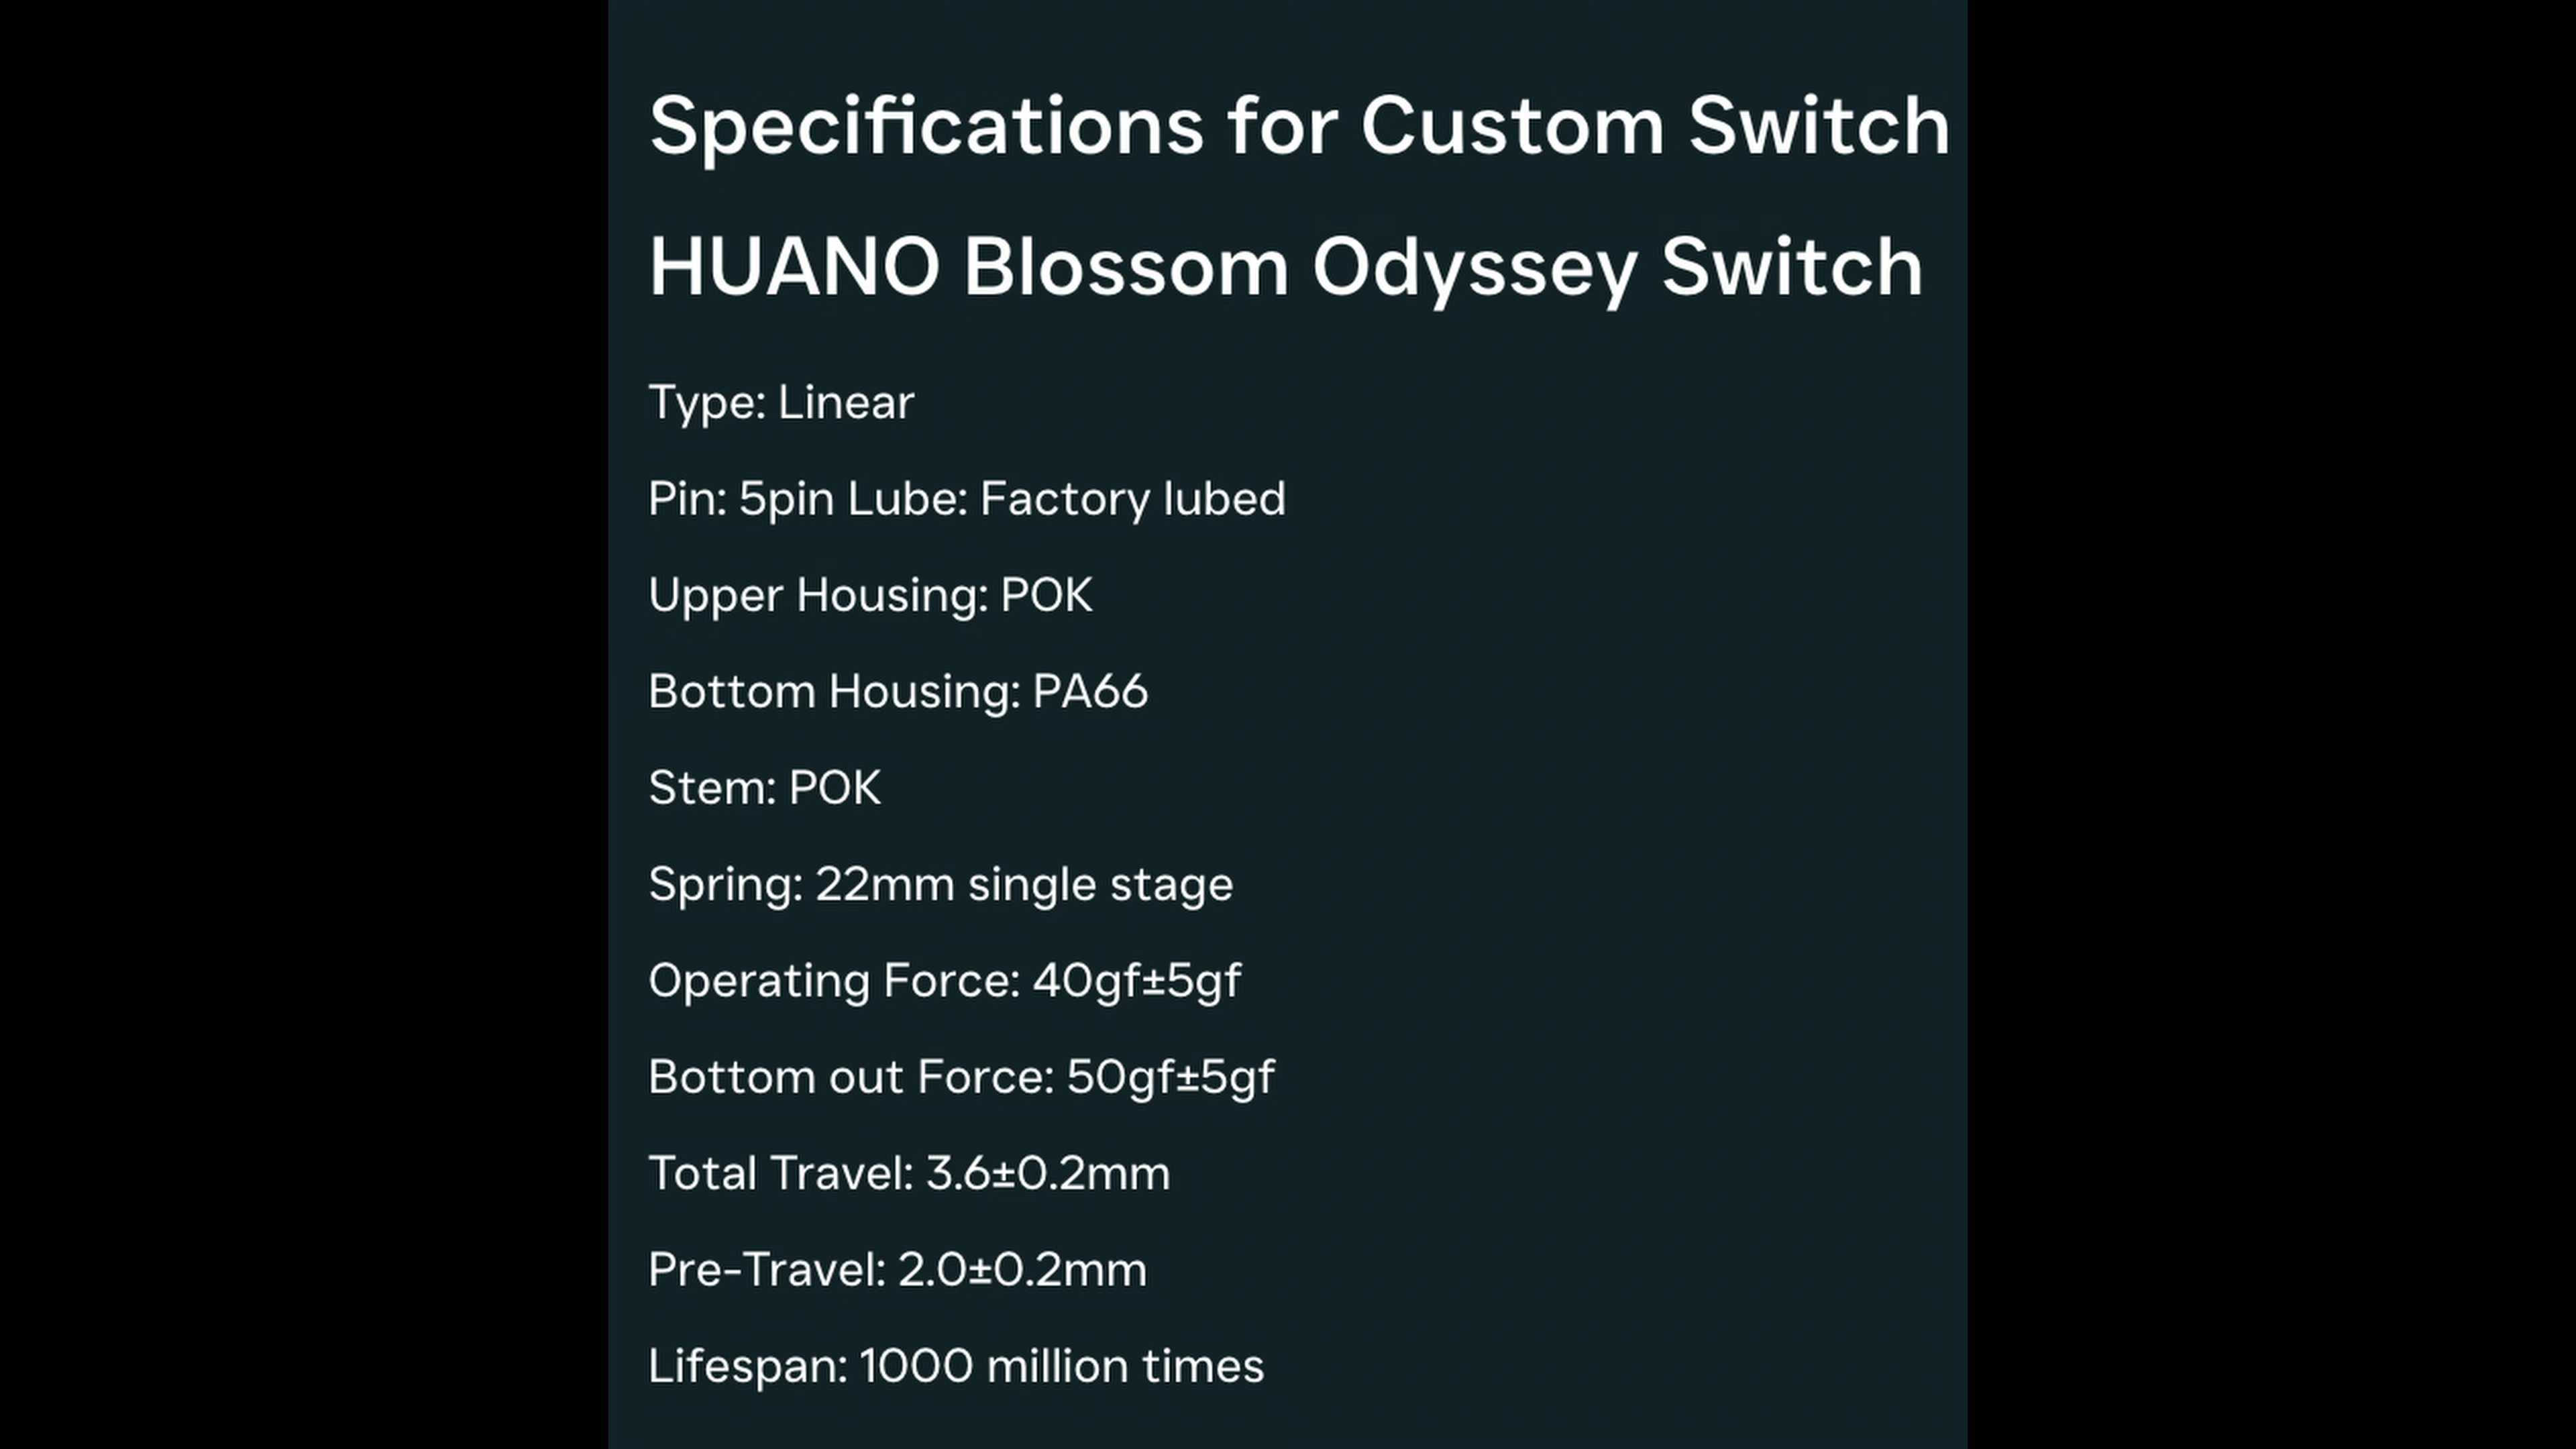 Specifications for Custom Switch
HUANO Blossom Odyssey Switch
Type: Linear
Pin: 5pin Lube: Factory lubed
Upper Housing: POK
Bottom Housing: PA66
Stem: POK
Spring: 22mm single stage
Operating Force: 40gf±5gf
Bottom out Force: 50gf±5gf
Total Travel: 3.6±0.2mm
Pre-Travel: 2.0±0.2mm
Lifespan: 1000 million times